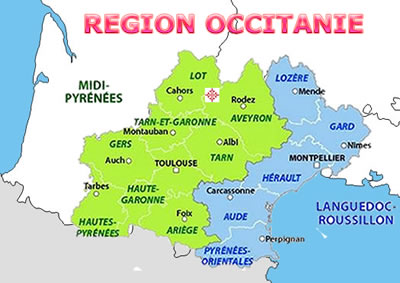 REGION OCCITANIE
LOT
LOZÈRE
MIDI-
PYRÉNÉES
Cahors
Mende
Rodez
TARN-ET-GARONNE
AVEYRON
GARD
Montauban
GERS
Albi
Nîmes
Auch
TOULOUSE
TARN
MONTPELLIER
HÉRAULT
Tarbes
HAUTE-
GARONNE
Carcassonne
LANGUEDOC-
ROUSSILLON
Foix
AUDE
HAUTES-
PYRÉNÉES
ARIÈGE
Perpignan
PYRÉNÉES-
ORIENTALES